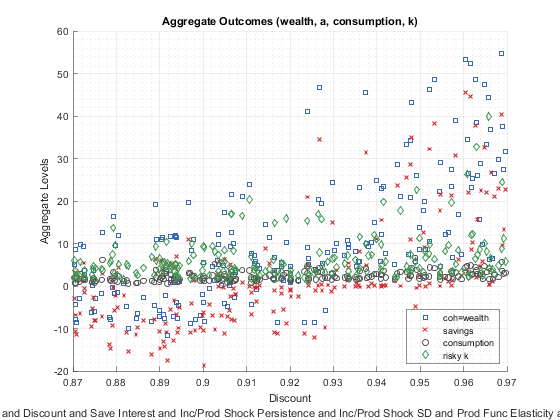 Aggregate Outcomes (wealth, a, consumption, k)
60
50
40
30
20
10
0
-10
-20
Aggregate Levels
coh=wealth
savings
consumption
risky k
0.87 0.88 0.89 0.9 0.91 0.92 0.93 0.94 0.95 0.96 0.97
Discount
and Discount and Save Interest and Inc/Prod Shock Persistence and Inc/Prod Shock SD and Prod Func Elasticity